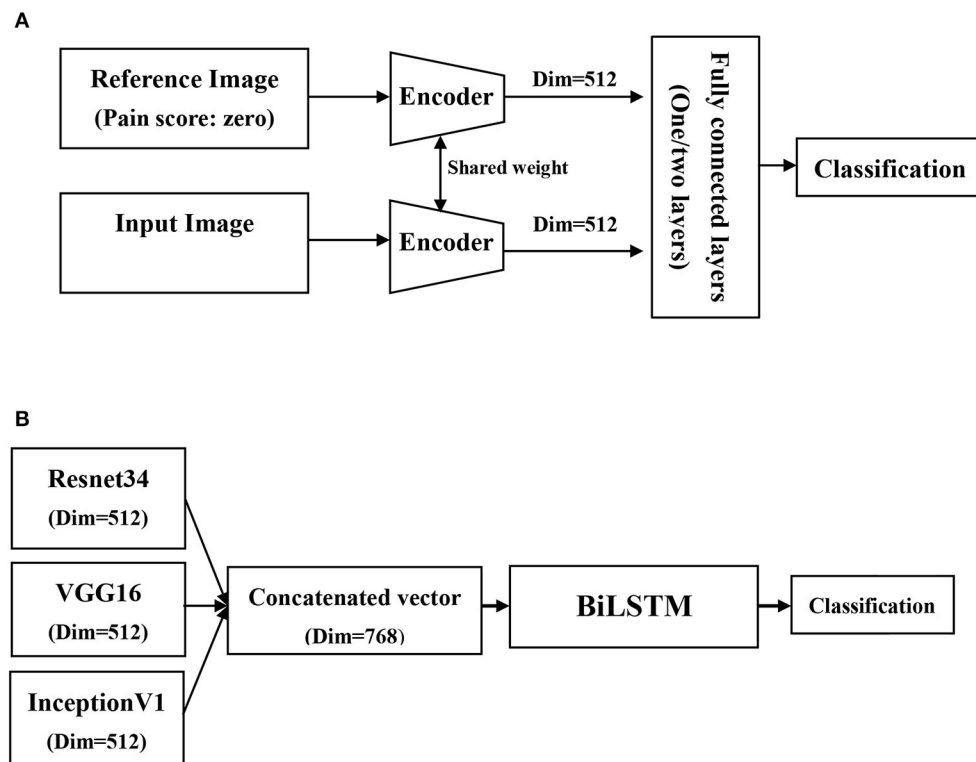 A
Reference Image
(Pain score: zero)
Encoder
Dim=512
Shared weight
Input Image
Encoder
Dim=512
Fully connected layers
(One/two layers)
Classification
B
Resnet34
(Dim=512)
VGG16
(Dim=512)
InceptionV1
(Dim=512)
Concatenated vector
(Dim=768)
BiLSTM
Classification